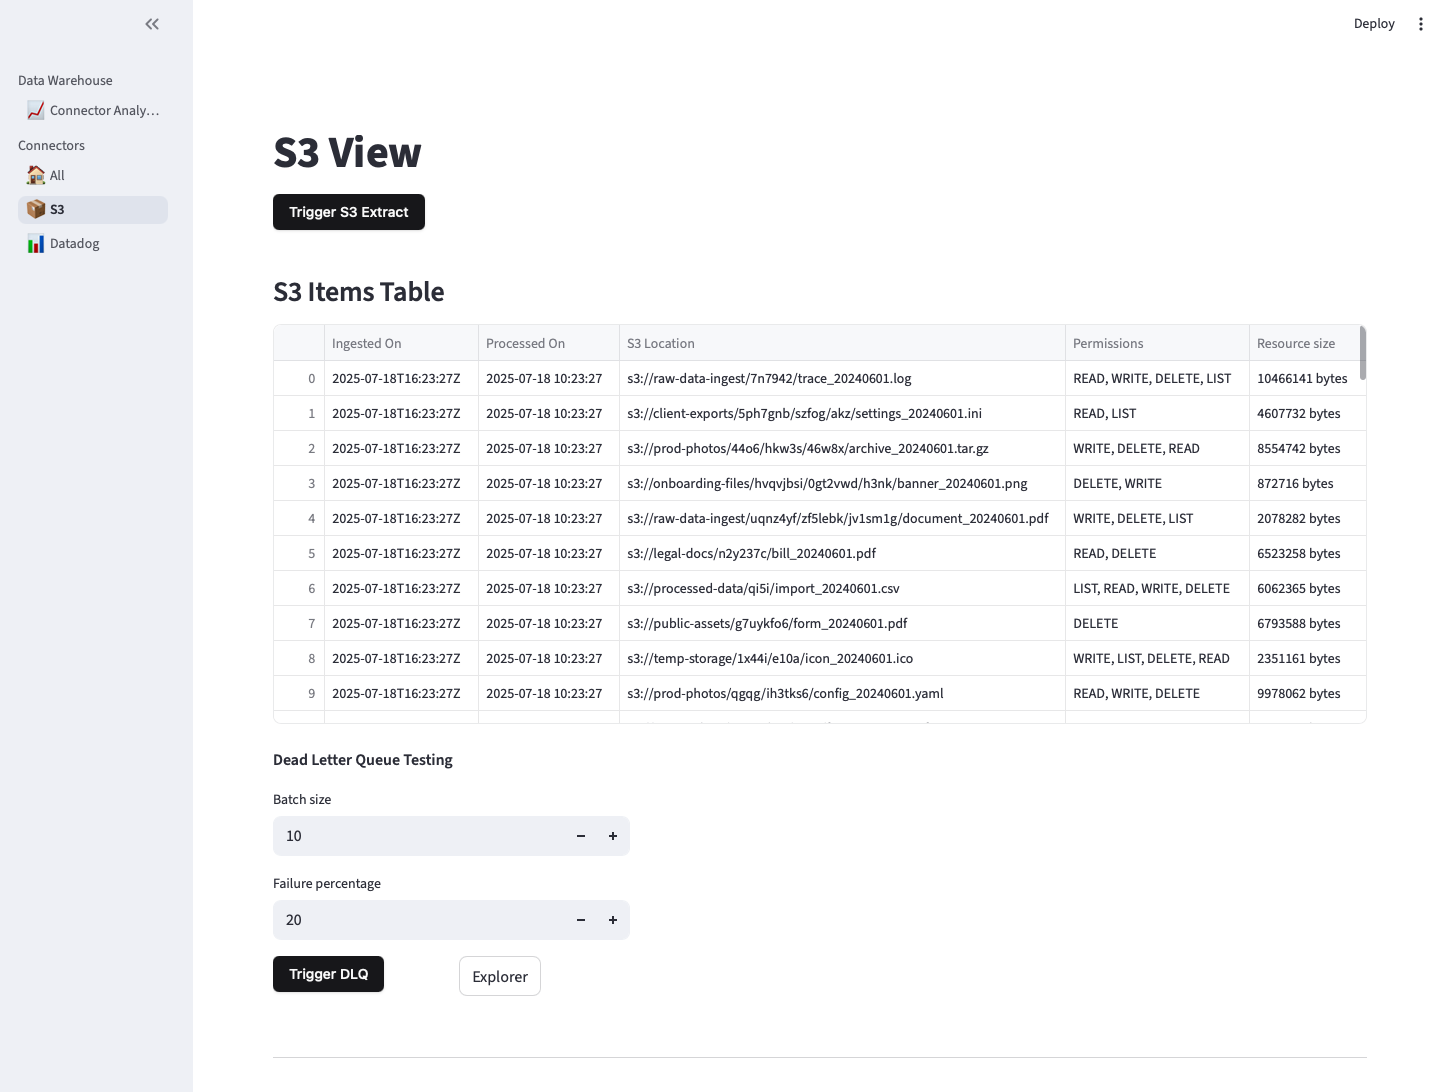 Deploy
Data Warehouse
Connector Analy…
Connectors
All
S3
Datadog
S3 View
Trigger S3 Extract
S3 Items Table
Ingested On Processed On S3 Location Permissions Resource size
0 2025-07-18T16:23:27Z 2025-07-18 10:23:27 s3://raw-data-ingest/7n7942/trace_20240601.log READ, WRITE, DELETE, LIST 10466141 bytes
1 2025-07-18T16:23:27Z 2025-07-18 10:23:27 s3://client-exports/5ph7gnb/szfog/akz/settings_20240601.ini READ, LIST 4607732 bytes
2 2025-07-18T16:23:27Z 2025-07-18 10:23:27 s3://prod-photos/44o6/hkw3s/46w8x/archive_20240601.tar.gz WRITE, DELETE, READ 8554742 bytes
3 2025-07-18T16:23:27Z 2025-07-18 10:23:27 s3://onboarding-files/hvqvjbsi/0gt2vwd/h3nk/banner_20240601.png DELETE, WRITE 872716 bytes
4 2025-07-18T16:23:27Z 2025-07-18 10:23:27 s3://raw-data-ingest/uqnz4yf/zf5lebk/jv1sm1g/document_20240601.pdf WRITE, DELETE, LIST 2078282 bytes
5 2025-07-18T16:23:27Z 2025-07-18 10:23:27 s3://legal-docs/n2y237c/bill_20240601.pdf READ, DELETE 6523258 bytes
6 2025-07-18T16:23:27Z 2025-07-18 10:23:27 s3://processed-data/qi5i/import_20240601.csv LIST, READ, WRITE, DELETE 6062365 bytes
7 2025-07-18T16:23:27Z 2025-07-18 10:23:27 s3://public-assets/g7uykfo6/form_20240601.pdf DELETE 6793588 bytes
8 2025-07-18T16:23:27Z 2025-07-18 10:23:27 s3://temp-storage/1x44i/e10a/icon_20240601.ico WRITE, LIST, DELETE, READ 2351161 bytes
9 2025-07-18T16:23:27Z 2025-07-18 10:23:27 s3://prod-photos/qgqg/ih3tks6/config_20240601.yaml READ, WRITE, DELETE 9978062 bytes
Dead Letter Queue Testing
Batch size
10
Failure percentage
20
Trigger DLQ
Explorer